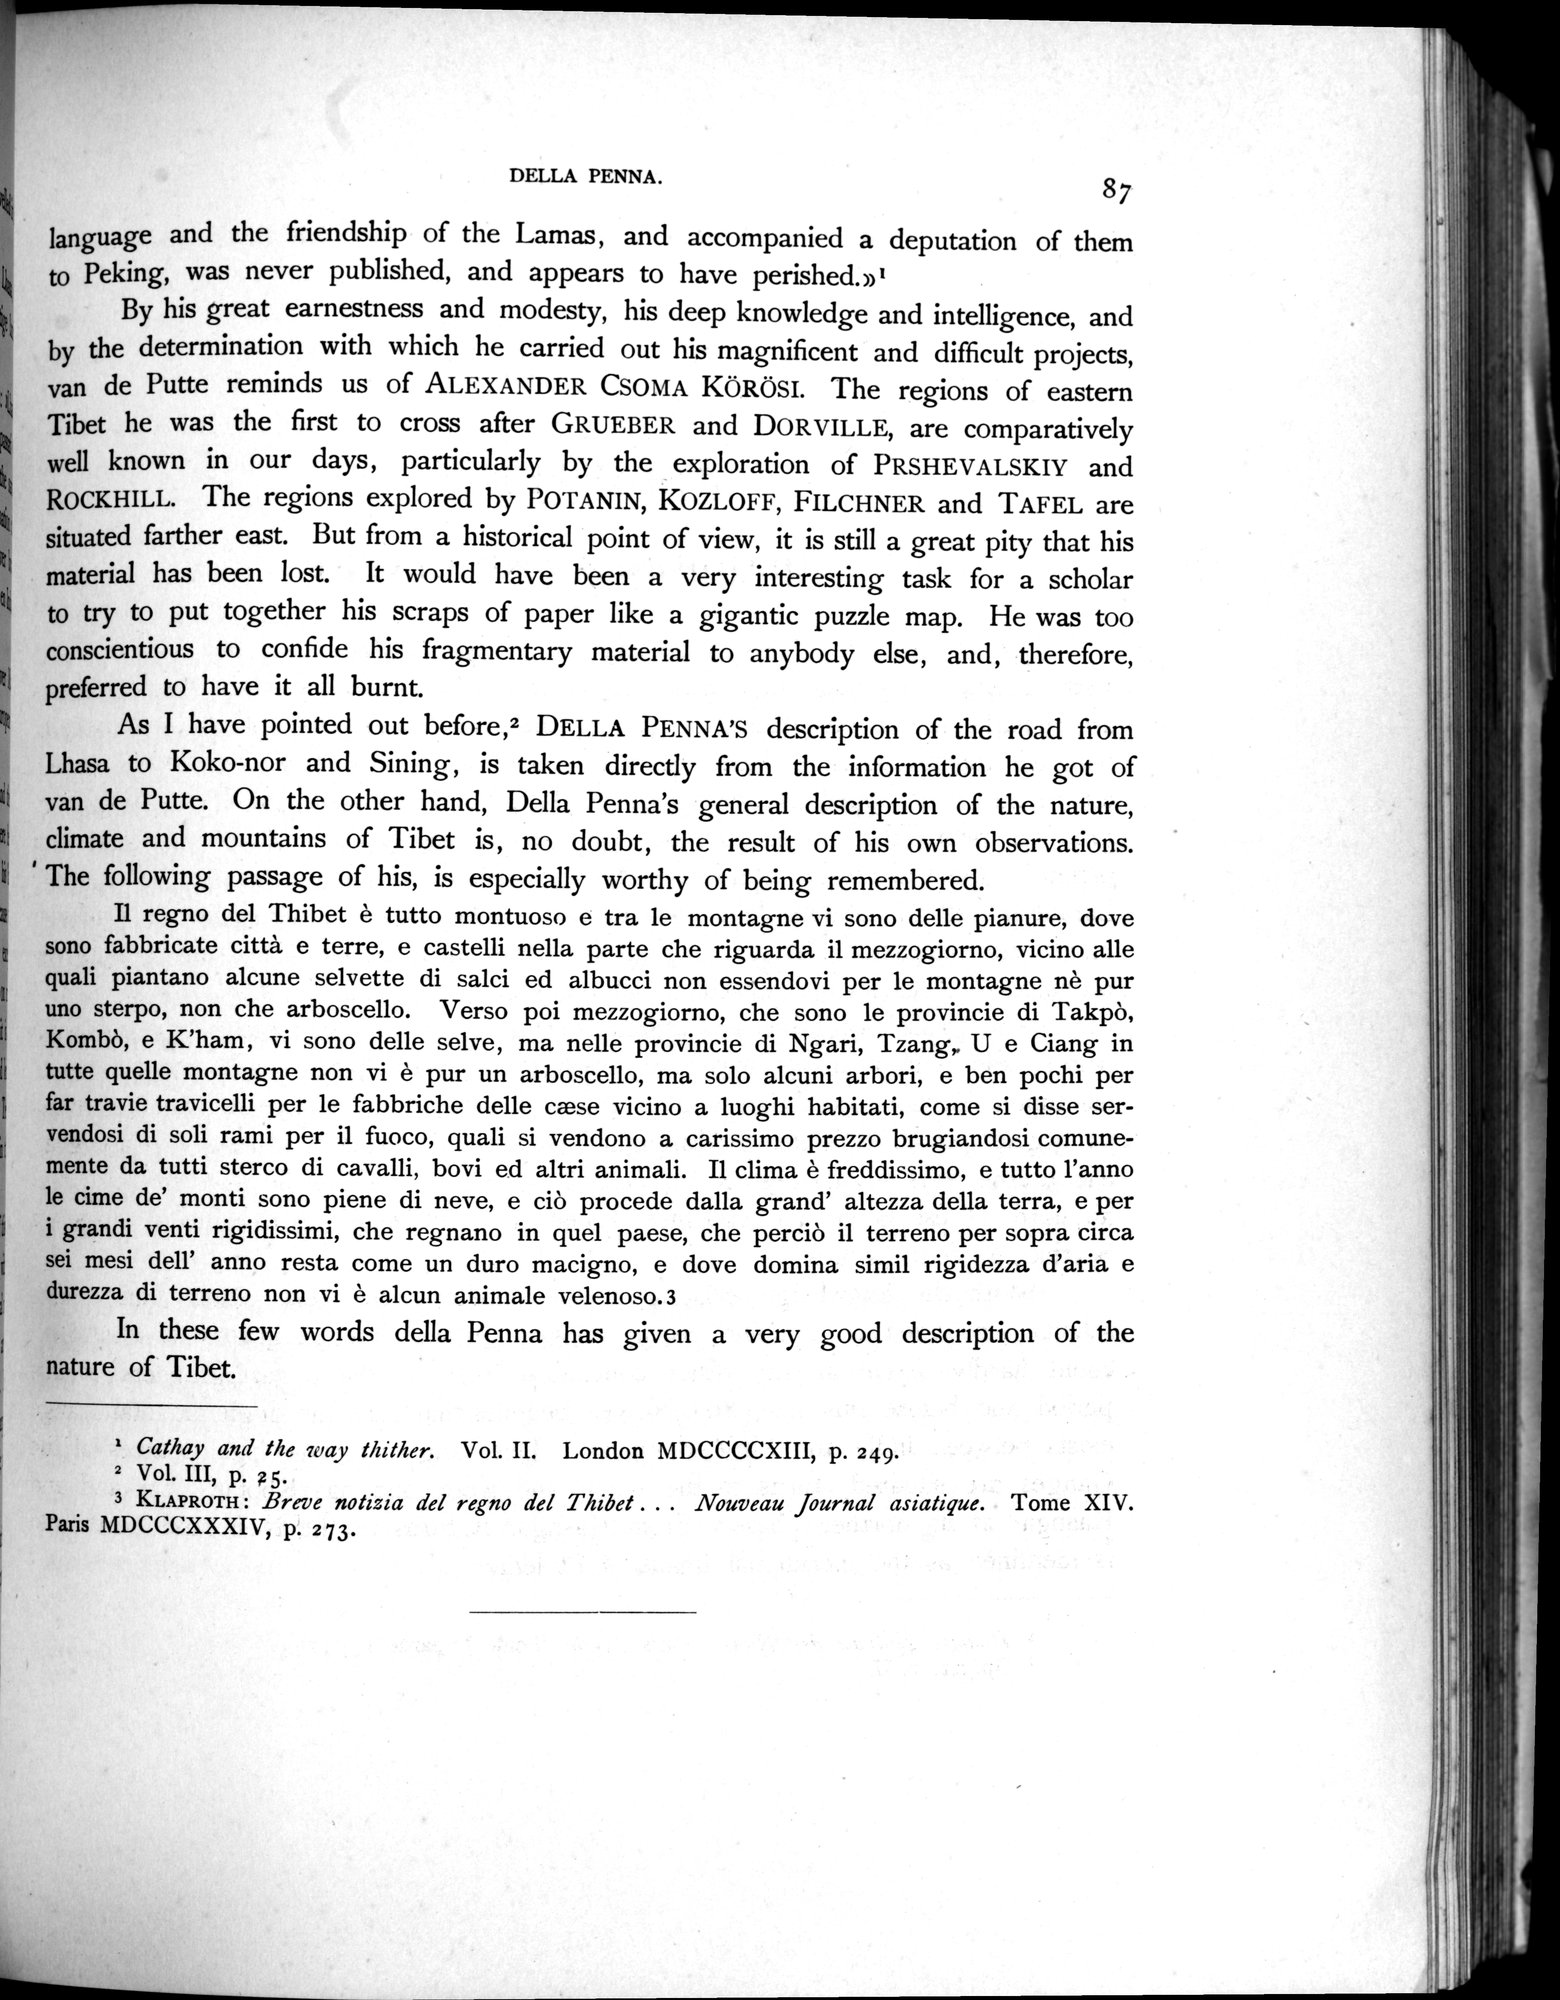 DELLA PENNA.
87
language and the friendship of the Lamas, and accompanied a deputation of them
to Peking, was never published, and appears to have perished.»¹
By his great earnestness and modesty, his deep knowledge and intelligence, and
by the determination with which he carried out his magnificent and difficult projects,
van de Putte reminds us of ALEXANDER CSOMA KÖRÖSI. The regions of eastern
Tibet he was the first to cross after GRUEBER and DORVILLE, are comparatively
well known in our days, particularly by the exploration of PRSHEVALSKIY and
ROCKHILL. The regions explored by POTANIN, KOZLOFF, FILCHNER and TAFEL are
situated farther east. But from a historical point of view, it is still a great pity that his
material has been lost. It would have been a very interesting task for a scholar
to try to put together his scraps of paper like a gigantic puzzle map. He was too
conscientious to confide his fragmentary material to anybody else, and, therefore,
preferred to have it all burnt.
As I have pointed out before,² DELLA PENNA'S description of the road from
Lhasa to Koko-nor and Sining, is taken directly from the information he got of
van de Putte. On the other hand, Della Penna's general description of the nature,
climate and mountains of Tibet is, no doubt, the result of his own observations.
The following passage of his, is especially worthy of being remembered.
Il regno del Thibet è tutto montuoso e tra le montagne vi sono delle pianure, dove
sono fabbricate città e terre, e castelli nella parte che riguarda il mezzogiorno, vicino alle
quali piantano alcune selvette di salci ed albucci non essendovi per le montagne nè pur
uno sterpo, non che arboscello. Verso poi mezzogiorno, che sono le provincie di Takpò,
Kombò, e K'ham, vi sono delle selve, ma nelle provincie di Ngari, Tzang, U e Ciang in
tutte quelle montagne non vi è pur un arboscello, ma solo alcuni arbori, e ben pochi per
far travie travicelli per le fabbriche delle cæse vicino a luoghi habitati, come si disse ser-
vendosi di soli rami per il fuoco, quali si vendono a carissimo prezzo brugiandosi comune-
mente da tutti sterco di cavalli, bovi ed altri animali. Il clima è freddissimo, e tutto l'anno
le cime de' monti sono piene di neve, e ciò procede dalla grand' altezza della terra, e per
i grandi venti rigidissimi, che regnano in quel paese, che perciò il terreno per sopra circa
sei mesi dell' anno resta come un duro macigno, e dove domina simil rigidezza d'aria e
durezza di terreno non vi è alcun animale velenoso.3
In these few words della Penna has given a very good description of the
nature of Tibet.
¹ Cathay and the way thither. Vol. II. London MDCCCCXIII, p. 249.
² Vol. III, p. 25.
3 KLAPROTH: Breve notizia del regno del Thibet . . . Nouveau Journal asiatique. Tome XIV.
Paris MDCCCXXXIV, p. 273.